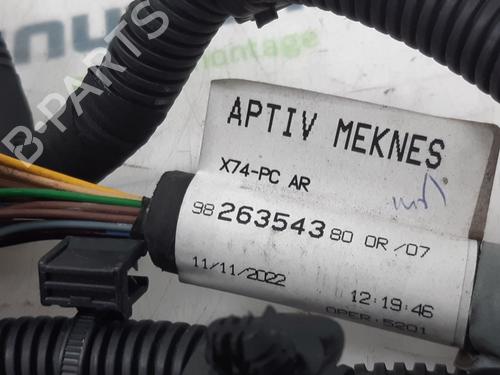 montage
B-PARTS
APTIV MEKNES
X74-PC AR
98 263543 80 OR/07
11/11/2022 12:19:46
OPER:5201